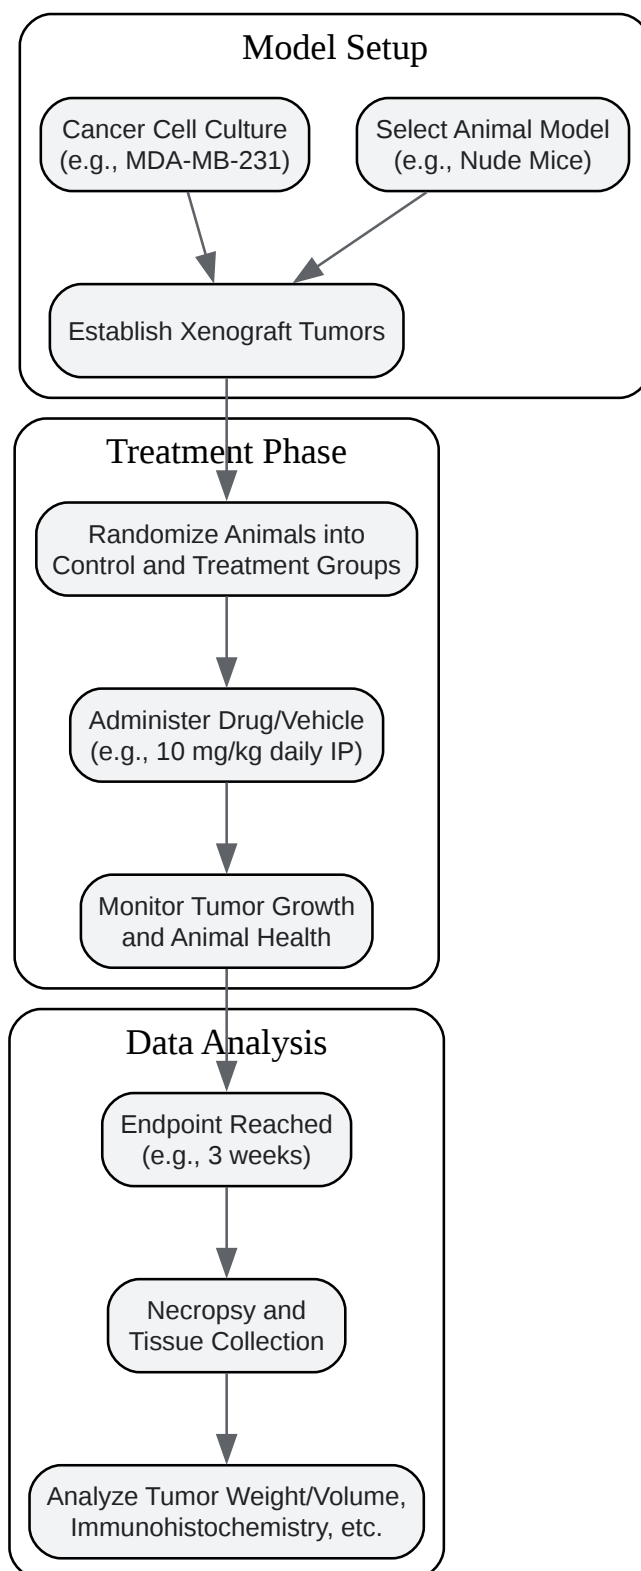 Model Setup
Cancer Cell Culture
(e.g., MDA-MB-231)
Select Animal Model
(e.g., Nude Mice)
Establish Xenograft Tumors
Treatment Phase
Randomize Animals into
Control and Treatment Groups
Administer Drug/Vehicle
(e.g., 10 mg/kg daily IP)
Monitor Tumor Growth
and Animal Health
Data Analysis
Endpoint Reached
(e.g., 3 weeks)
Necropsy and
Tissue Collection
Analyze Tumor Weight/Volume,
Immunohistochemistry, etc.